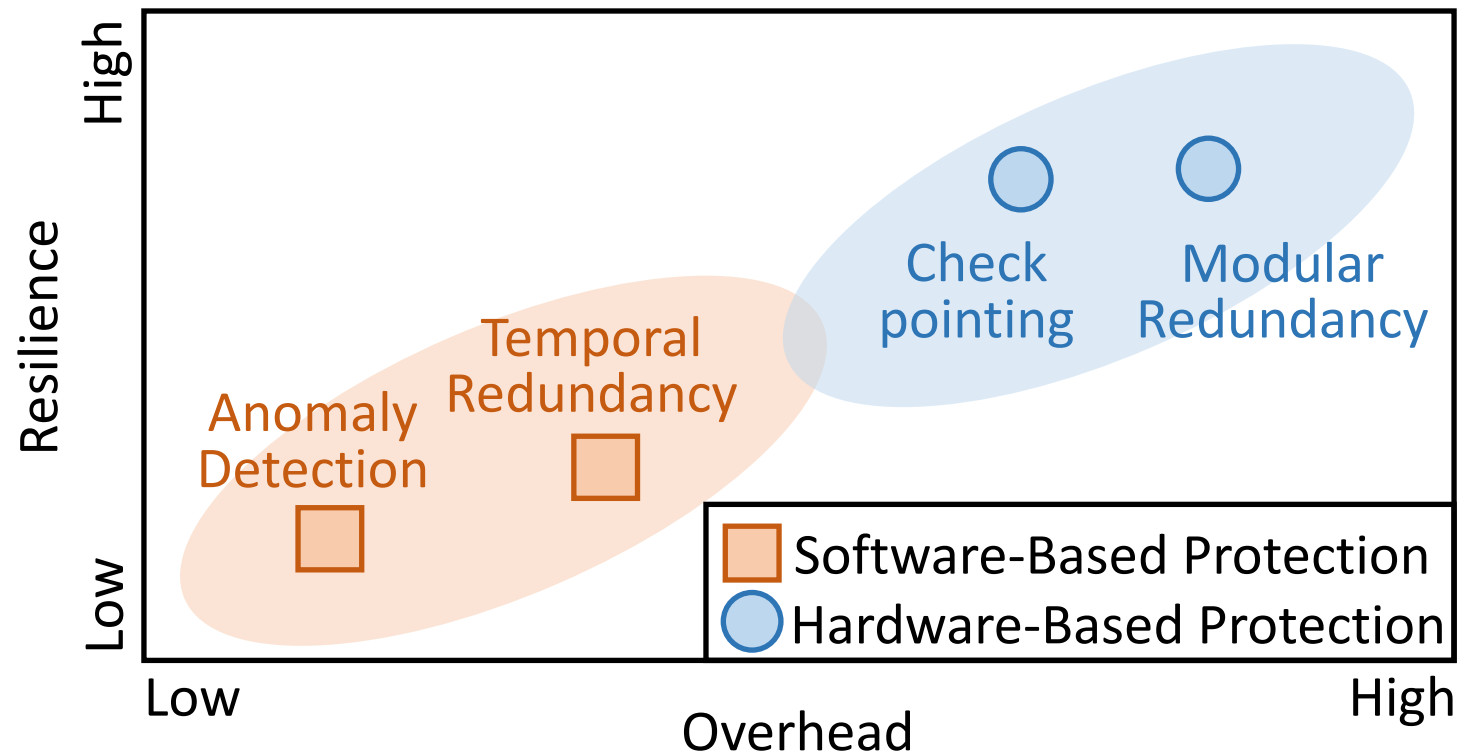 High
Resilience
Low
Check
pointing
Modular
Redundancy
Temporal
Redundancy
Anomaly
Detection
Software-Based Protection
Hardware-Based Protection
Low
High
Overhead